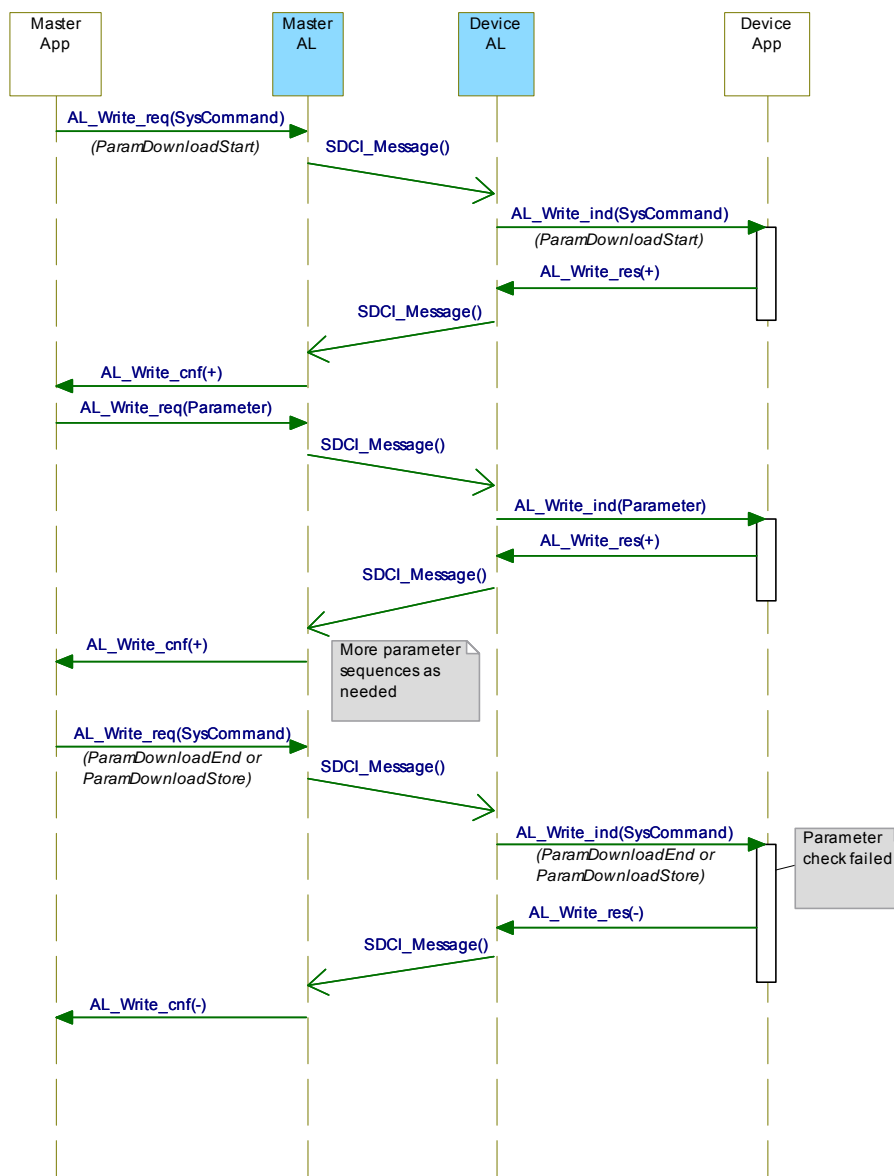 Master
App
Master
AL
Device
AL
Device
App
AL_Write_req(SysCommand)
(ParamDownloadStart)
SDCI_Message()
AL_Write_ind(SysCommand)
(ParamDownloadStart)
AL_Write_res(+)
SDCI_Message()
AL_Write_cnf(+)
AL_Write_req(Parameter)
SDCI_Message()
AL_Write_ind(Parameter)
AL_Write_res(+)
SDCI_Message()
AL_Write_cnf(+)
More parameter
sequences as
needed
AL_Write_req(SysCommand)
(ParamDownloadEnd or
ParamDownloadStore)
SDCI_Message()
AL_Write_ind(SysCommand)
(ParamDownloadEnd or
ParamDownloadStore)
Parameter
check failed
AL_Write_res(-)
SDCI_Message()
AL_Write_cnf(-)